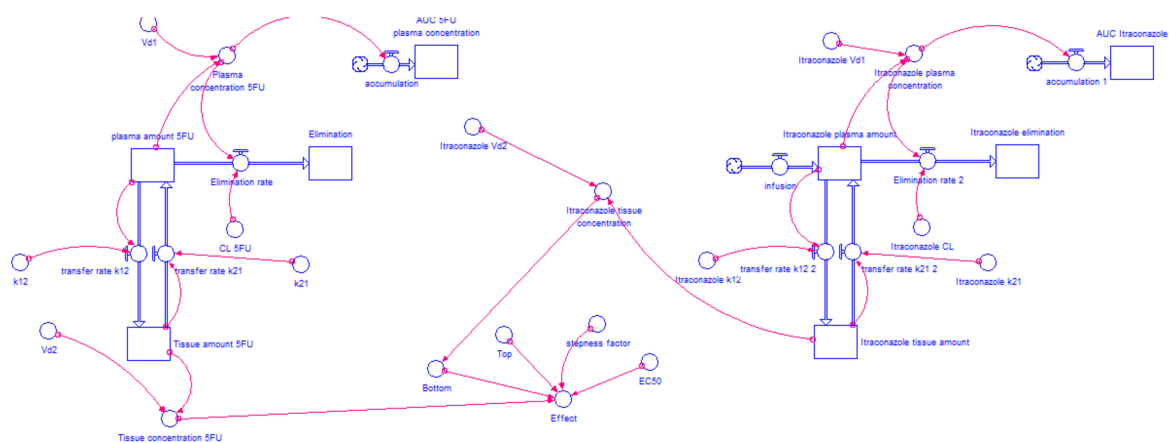 AUC 5FU
plasma concentration
Vd1
Plasma
concentration 5FU
accumulation
plasma amount 5FU
Elimination
Elimination rate
CL 5FU
k12
transfer rate k12
transfer rate k21
k21
Vd2
Tissue amount 5FU
Tissue concentration 5FU
Itraconazole Vd2
Itraconazole tissue
concentration
Top
stepness factor
Bottom
EC50
Effect
AUC Itraconazole
Itraconazole Vd1
Itraconazole plasma
concentration
accumulation 1
Itraconazole plasma amount
Itraconazole elimination
infusion
Elimination rate 2
Itraconazole CL
Itraconazole k12
transfer rate k12 2
transfer rate k21 2
Itraconazole k21
Itraconazole tissue amount